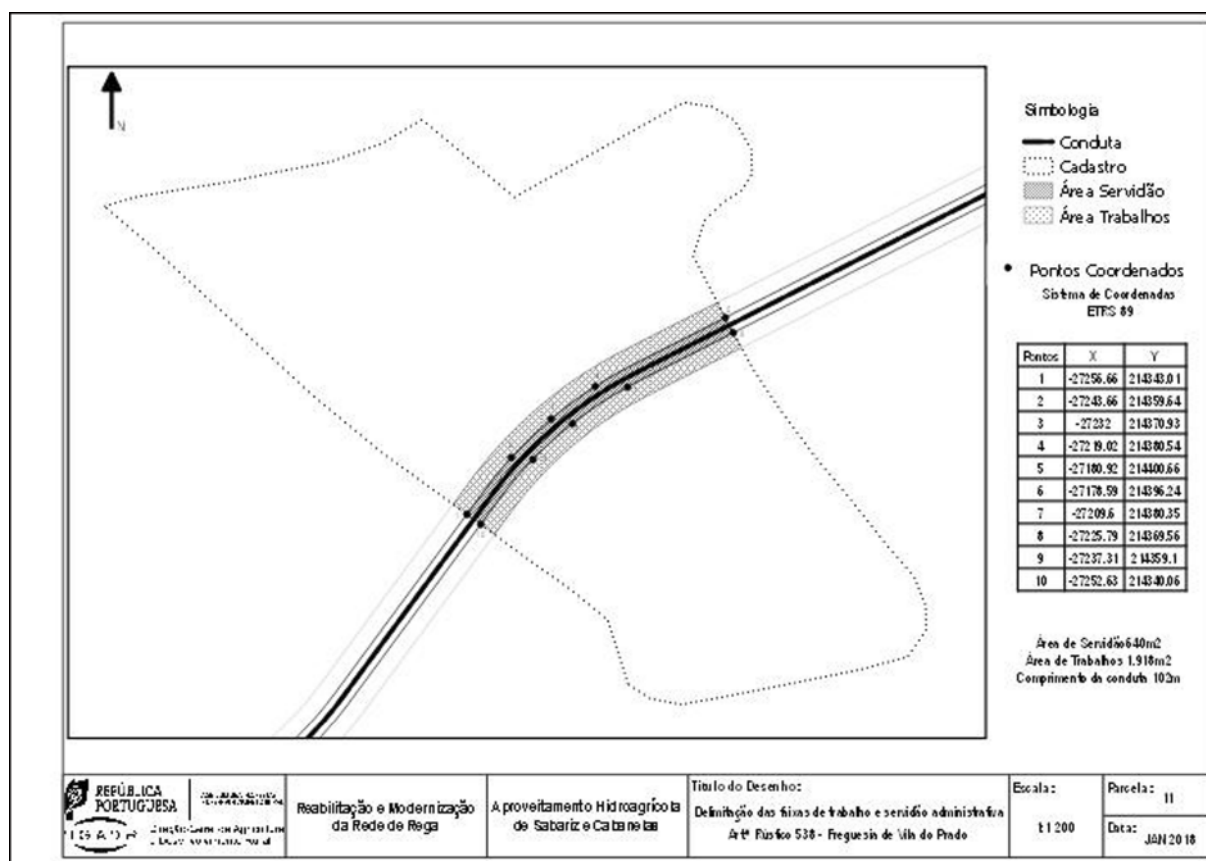 N
Simbologia
Conduta
Cadastro
Área Servidão
Área Trabalhos
Pontos Coordenados
Sistema de Coordenadas
ETRS 89
Pontos X Y
1 -27256.66 214343.01
2 -27243.66 214359.64
3 -27232 214370.93
4 -27219.02 214380.54
5 -27180.92 214400.66
6 -27178.59 214396.24
7 -27209.6 214380.35
8 -27225.79 214369.56
9 -27237.31 214359.1
10 -27252.63 214340.06
Área de Servidão 640m2
Área de Trabalhos 1.918m2
Comprimento da conduta 102m
REPÚBLICA
PORTUGUESA
Reabilitação e Modernização
da Rede de Rega
Aproveitamento Hidroagrícola
de Sabariz e Cabanelas
Título do Desenho:
Delimitação das faixas de trabalho e servidão administrativa
Artº Rústico 538 - Freguesia de Vila do Prado
Escala:
1:1 200
Parcela:
11
Data:
JAN 2018